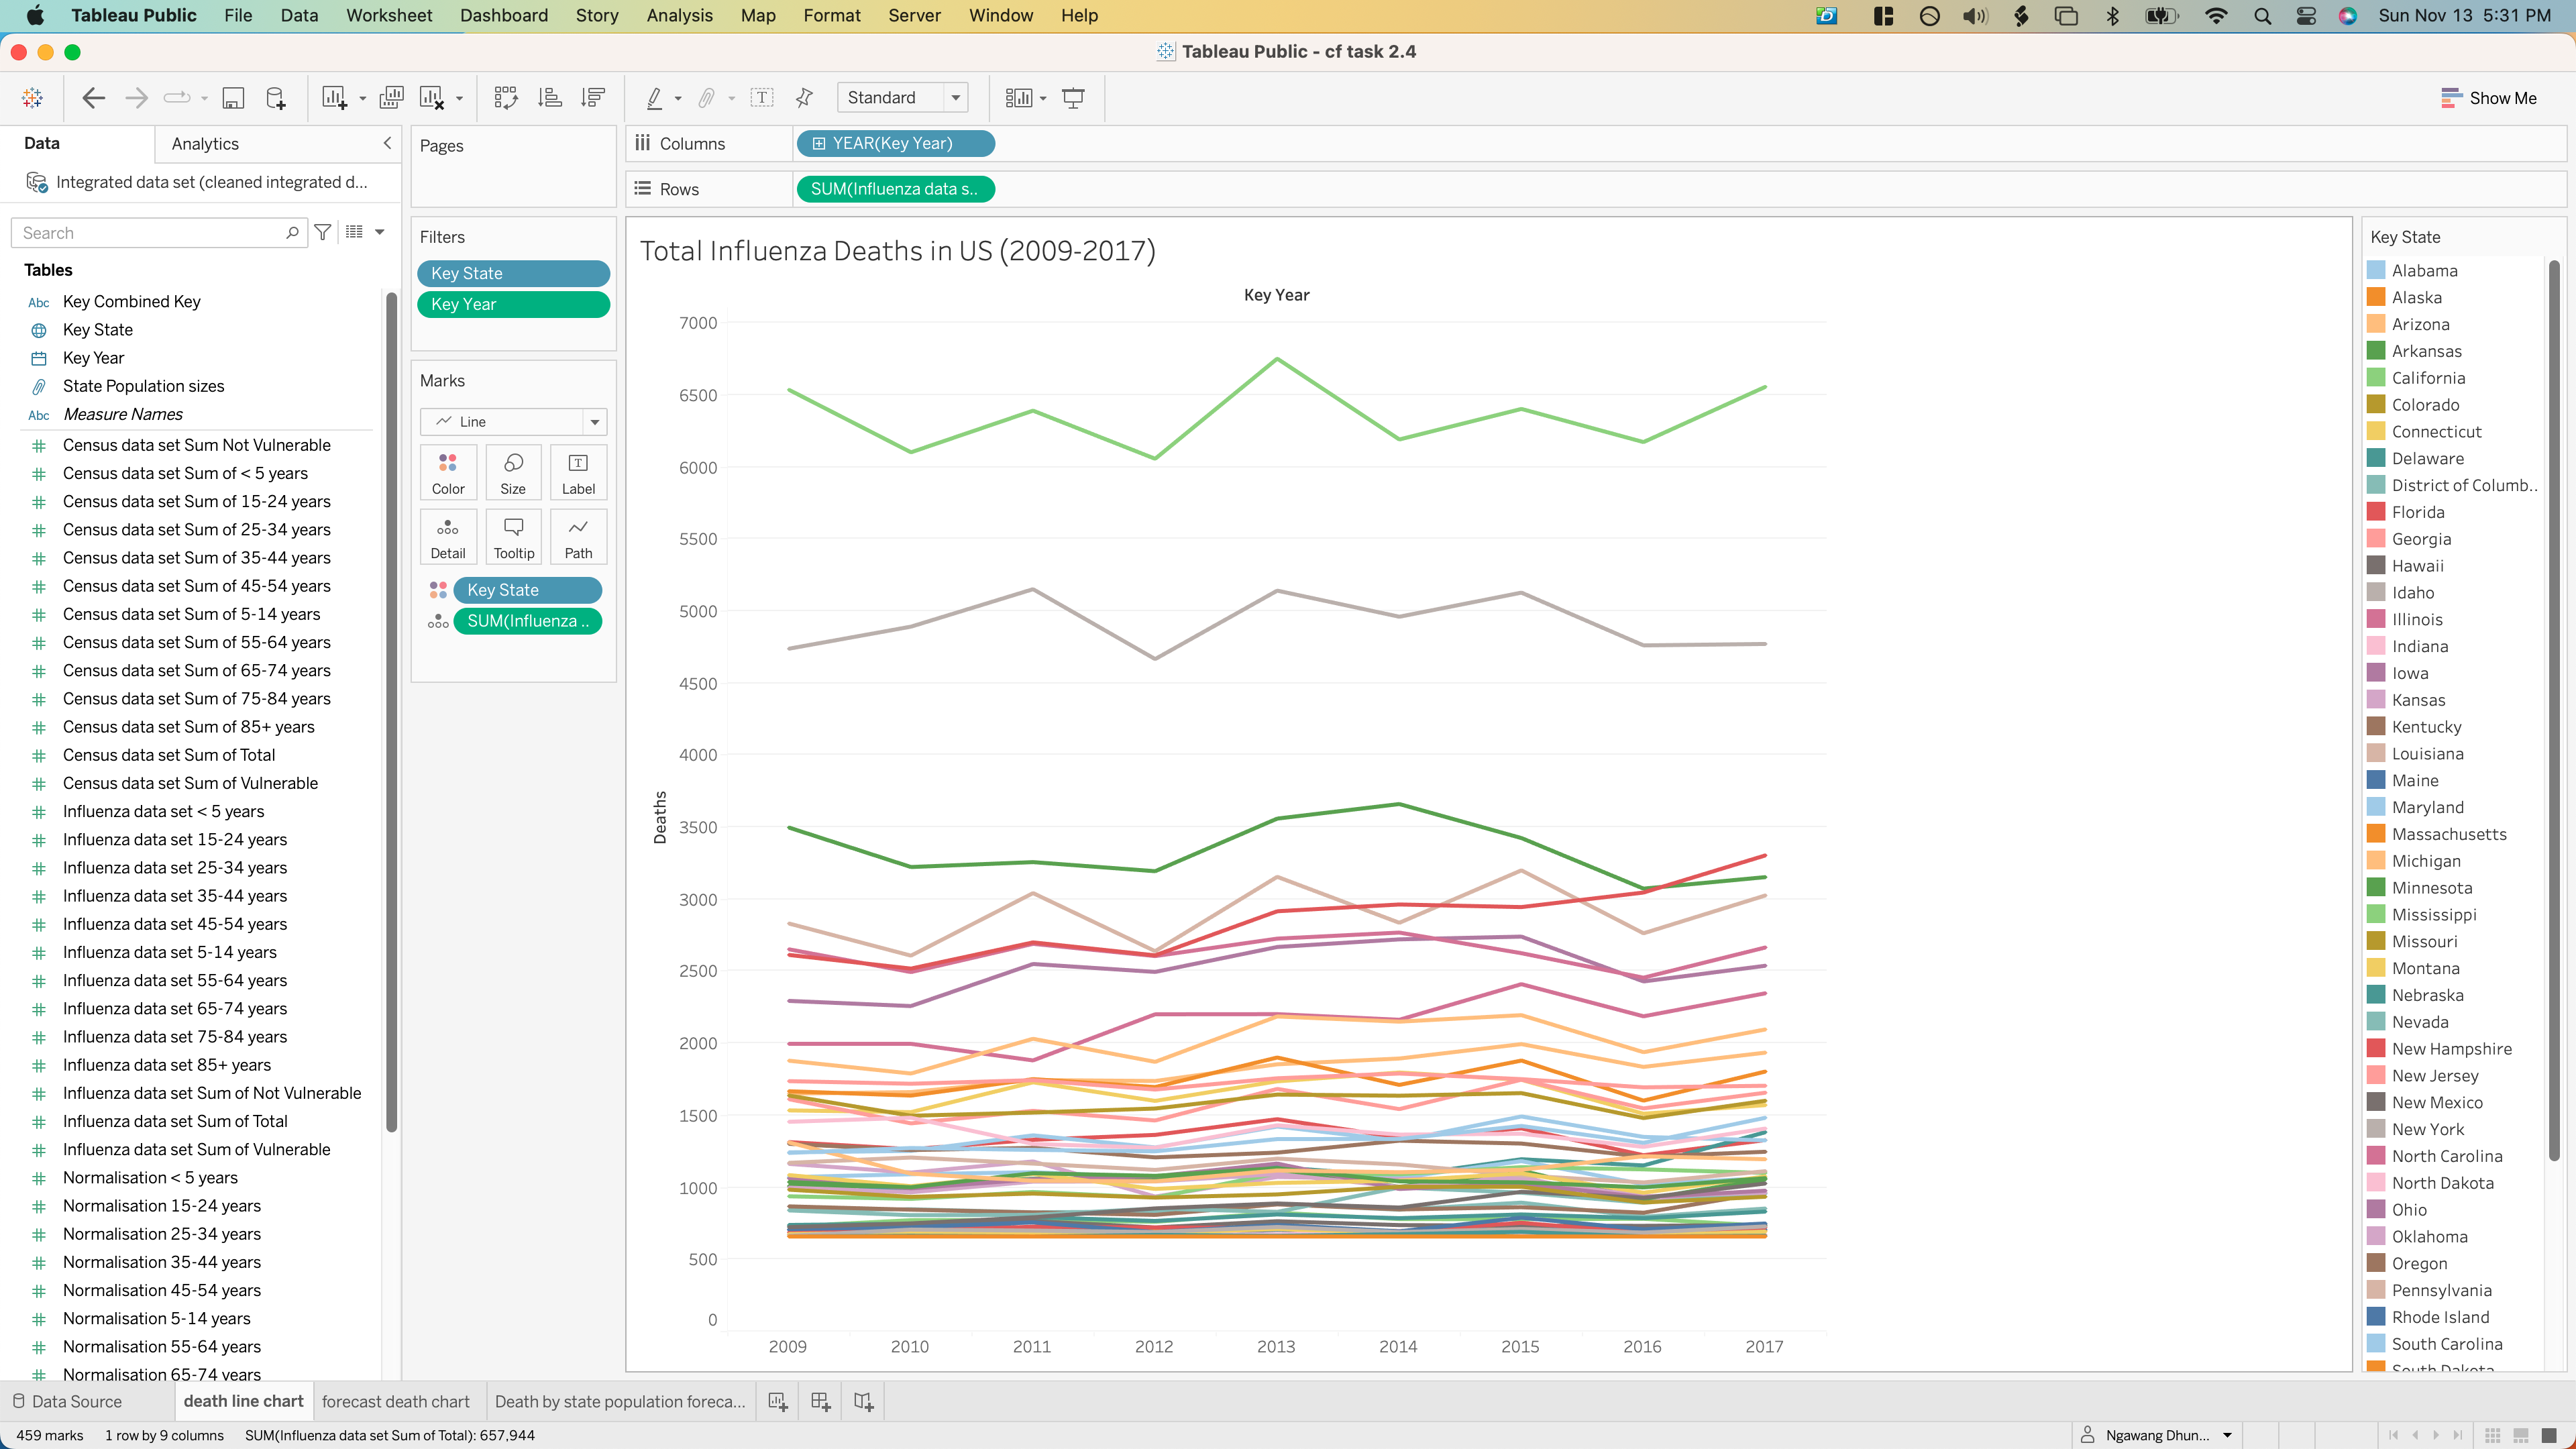 Tableau Public File Data Worksheet Dashboard Story Analysis Map Format Server Window Help Sun Nov 13 5:31 PM
Tableau Public - cf task 2.4
Standard
Show Me
Data
Analytics
Integrated data set (cleaned integrated d...
Search
Tables
Abc Key Combined Key
Key State
Key Year
State Population sizes
Abc Measure Names
Census data set Sum Not Vulnerable
Census data set Sum of < 5 years
Census data set Sum of 15-24 years
Census data set Sum of 25-34 years
Census data set Sum of 35-44 years
Census data set Sum of 45-54 years
Census data set Sum of 5-14 years
Census data set Sum of 55-64 years
Census data set Sum of 65-74 years
Census data set Sum of 75-84 years
Census data set Sum of 85+ years
Census data set Sum of Total
Census data set Sum of Vulnerable
Influenza data set < 5 years
Influenza data set 15-24 years
Influenza data set 25-34 years
Influenza data set 35-44 years
Influenza data set 45-54 years
Influenza data set 5-14 years
Influenza data set 55-64 years
Influenza data set 65-74 years
Influenza data set 75-84 years
Influenza data set 85+ years
Influenza data set Sum of Not Vulnerable
Influenza data set Sum of Total
Influenza data set Sum of Vulnerable
Normalisation < 5 years
Normalisation 15-24 years
Normalisation 25-34 years
Normalisation 35-44 years
Normalisation 45-54 years
Normalisation 5-14 years
Normalisation 55-64 years
Normalisation 65-74 years
Pages
Filters
Key State
Key Year
Marks
Line
Color Size Label
Detail Tooltip Path
Key State
SUM(Influenza ..
Columns YEAR(Key Year)
Rows SUM(Influenza data s..
Total Influenza Deaths in US (2009-2017)
Key Year
7000
6500
6000
5500
5000
4500
4000
3500
3000
2500
2000
1500
1000
500
0
Deaths
2009 2010 2011 2012 2013 2014 2015 2016 2017
Key State
Alabama
Alaska
Arizona
Arkansas
California
Colorado
Connecticut
Delaware
District of Columb..
Florida
Georgia
Hawaii
Idaho
Illinois
Indiana
Iowa
Kansas
Kentucky
Louisiana
Maine
Maryland
Massachusetts
Michigan
Minnesota
Mississippi
Missouri
Montana
Nebraska
Nevada
New Hampshire
New Jersey
New Mexico
New York
North Carolina
North Dakota
Ohio
Oklahoma
Oregon
Pennsylvania
Rhode Island
South Carolina
South Dakota
Data Source death line chart forecast death chart Death by state population foreca...
459 marks 1 row by 9 columns SUM(Influenza data set Sum of Total): 657,944 Ngawang Dhun...